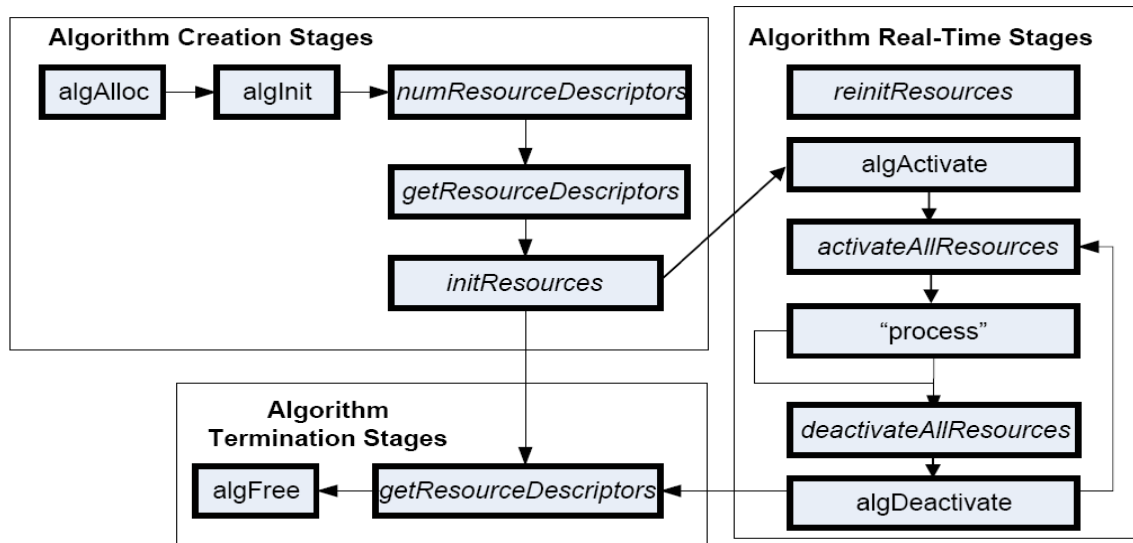 Algorithm Creation Stages
algAlloc
algInit
numResourceDescriptors
getResourceDescriptors
initResources
Algorithm Real-Time Stages
reinitResources
algActivate
activateAllResources
“process”
deactivateAllResources
algDeactivate
Algorithm
Termination Stages
algFree
getResourceDescriptors